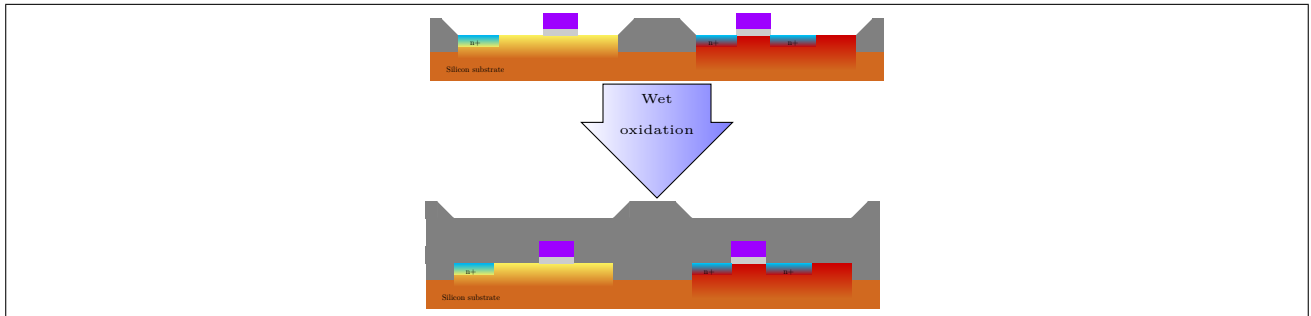 n+
n+
n+
Silicon substrate
Wet
oxidation
n+
n+
n+
Silicon substrate